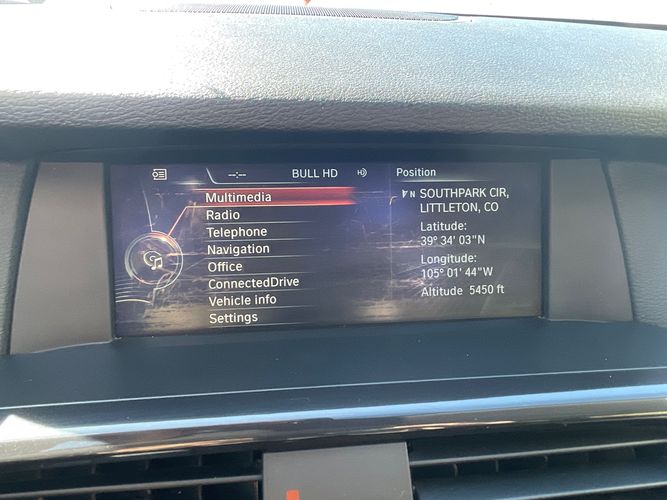 --:-- BULL HD
Multimedia
Radio
Telephone
Navigation
Office
ConnectedDrive
Vehicle info
Settings
Position
N SOUTHPARK CIR,
LITTLETON, CO
Latitude:
39° 34' 03"N
Longitude:
105° 01' 44"W
Altitude 5450 ft